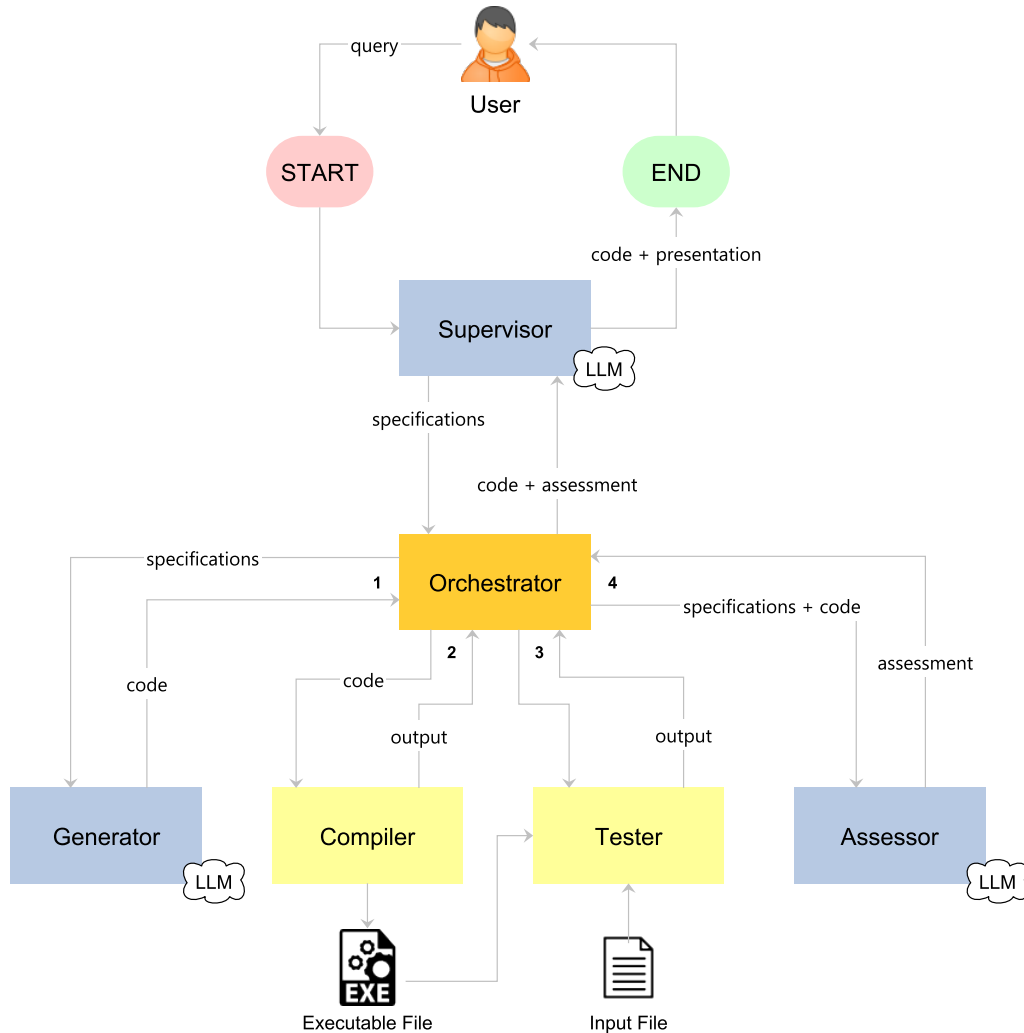 query
User
START
END
code + presentation
Supervisor
LLM
specifications
code + assessment
specifications
1
Orchestrator
4
specifications + code
2
3
code
code
assessment
output
output
Generator
LLM
Compiler
Tester
Assessor
LLM
EXE
Executable File
Input File